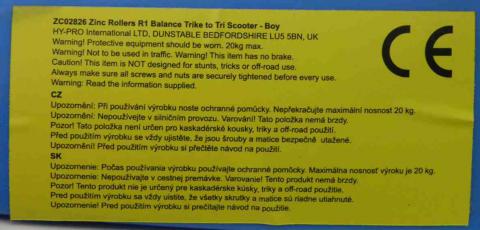 ZC02826 Zinc Rollers R1 Balance Trike to Tri Scooter - Boy
HY-PRO International LTD, DUNSTABLE BEDFORDSHIRE LU5 5BN, UK
Warning! Protective equipment should be worn. 20kg max.
Warning! Not to be used in traffic. Warning! This item has no brake.
Caution! This item is NOT designed for stunts, tricks or off-road use.
Always make sure all screws and nuts are securely tightened before every use.
Warning: Read the information supplied.
CE
CZ
Upozornění: Při používání výrobku noste ochranné pomůcky. Nepřekračujte maximální nosnost 20 kg.
Upozornění: Nepoužívejte v silničním provozu. Varování! Tato položka nemá brzdy.
Pozor! Tato položka není určen pro kaskadérské kousky, triky a off-road použití.
Před použitím výrobku se vždy ujistěte, že jsou šrouby a matice bezpečně utažené.
Upozornění! Před použitím výrobku si přečtěte návod na použití.
SK
Upozornenie: Počas používania výrobku používajte ochranné pomôcky. Maximálna nosnosť výrobku je 20 kg.
Upozornenie: Nepoužívajte v cestnej premávke. Varovanie! Tento produkt nemá brzdy.
Pozor! Tento produkt nie je určený pre kaskadérske kúsky, triky a off-road použitie.
Pred použitím výrobku sa vždy uistite, že všetky skrutky a matice sú riadne utiahnuté.
Upozornenie! Pred použitím výrobku si prečítajte návod na použitie.